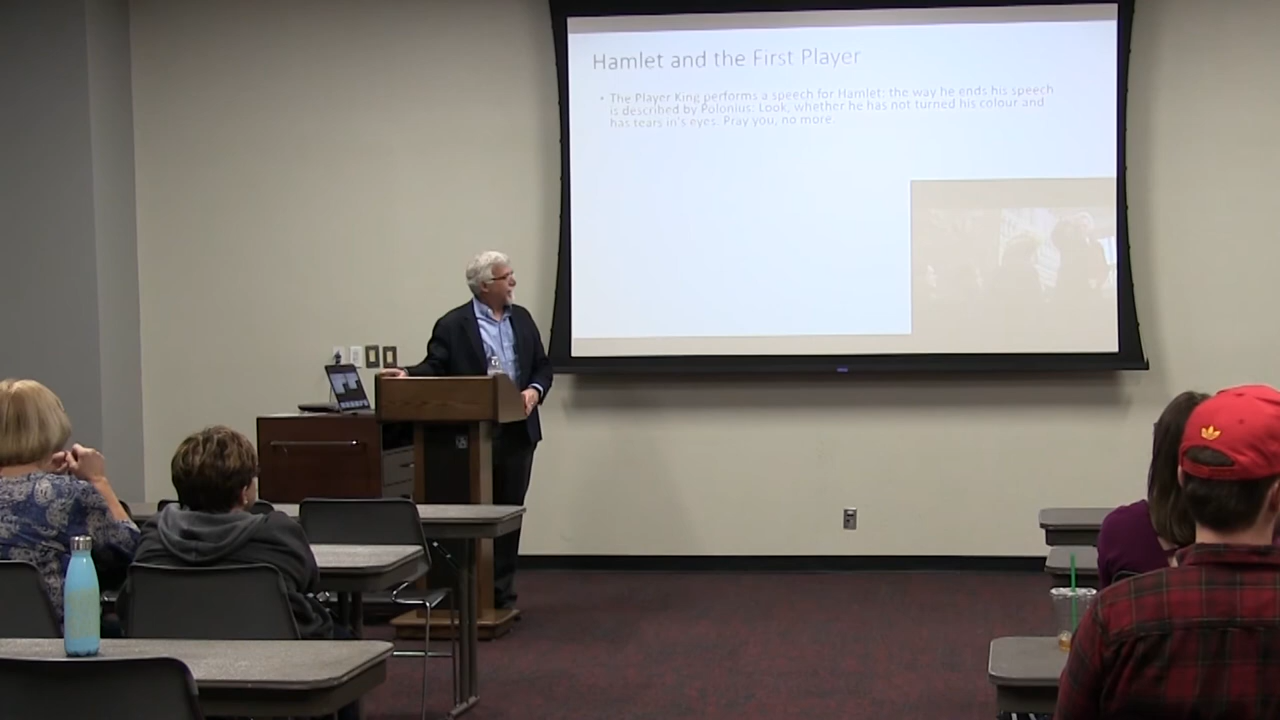 Hamlet and the First Player
• The Player King performs a speech for Hamlet: the way he ends his speech
is described by Polonius: Look, whether he has not turned his colour and
has tears in's eyes. Pray you, no more.